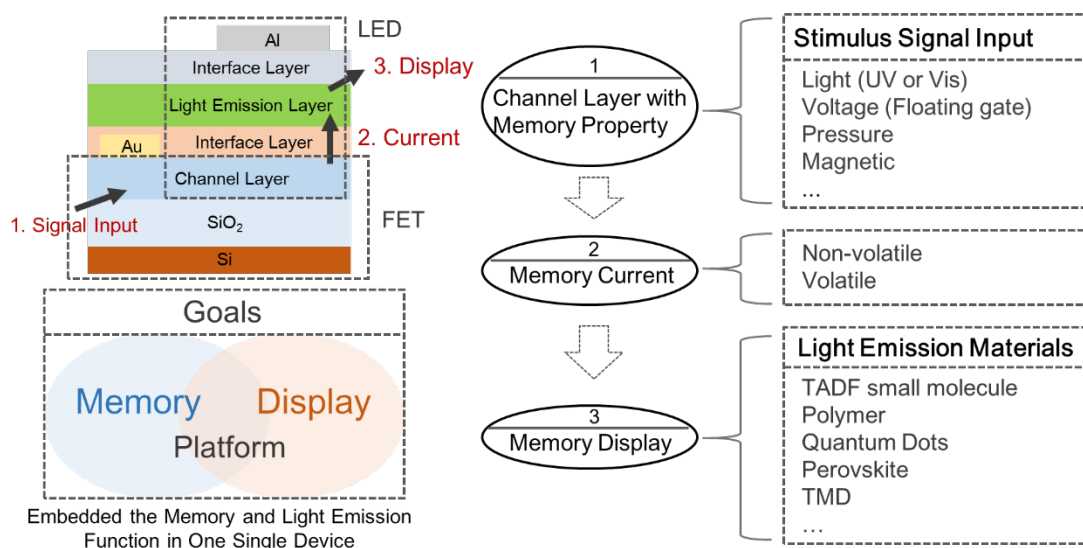 LED
Al
Interface Layer
3. Display
Light Emission Layer
2. Current
Au
Interface Layer
Channel Layer
1. Signal Input
FET
SiO₂
Si
Goals
Memory
Display
Platform
Embedded the Memory and Light Emission
Function in One Single Device
1
Channel Layer with
Memory Property
2
Memory Current
3
Memory Display
Stimulus Signal Input
Light (UV or Vis)
Voltage (Floating gate)
Pressure
Magnetic
...
Non-volatile
Volatile
Light Emission Materials
TADF small molecule
Polymer
Quantum Dots
Perovskite
TMD
...